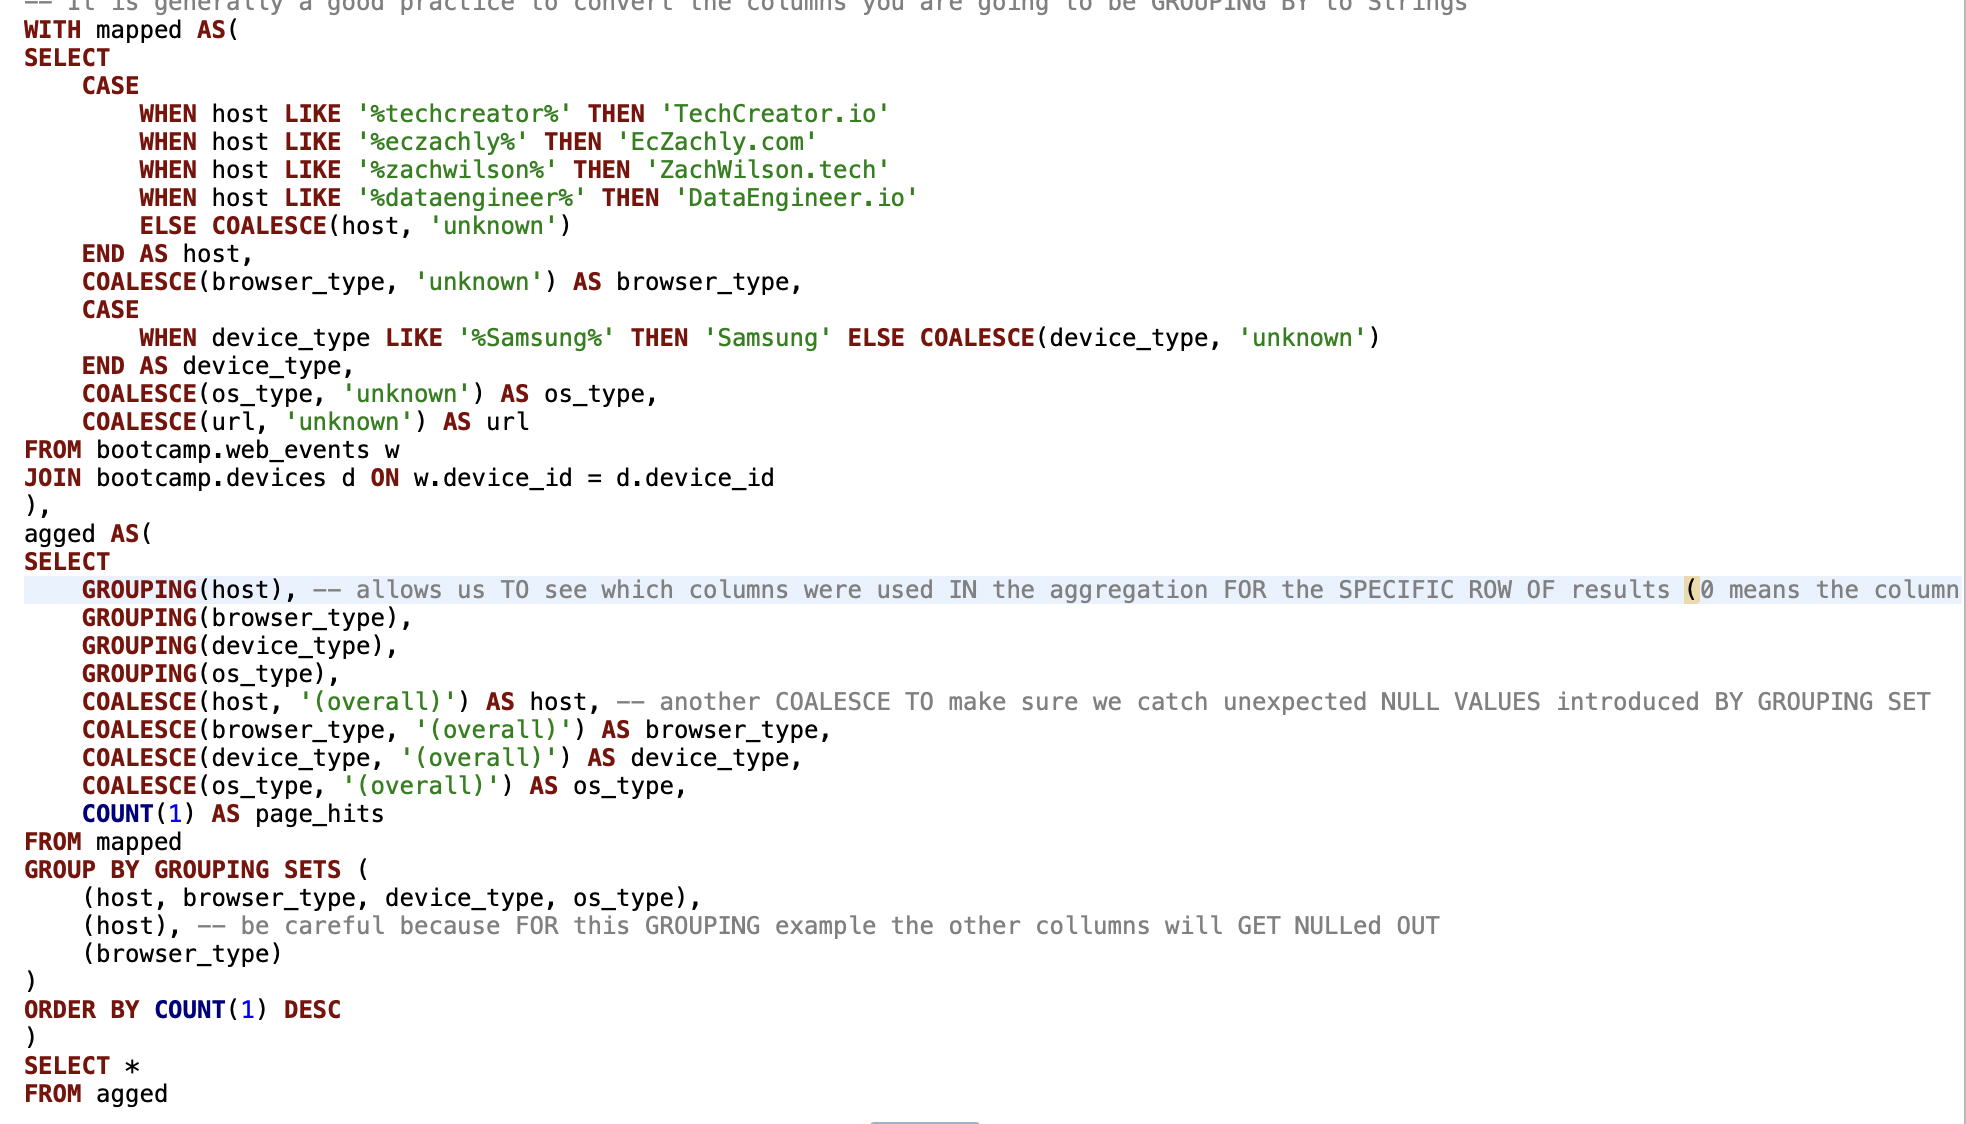 -- It is generally a good practice to convert the columns you are going to be GROUPING BY to Strings
WITH mapped AS(
SELECT
    CASE
        WHEN host LIKE '%techcreator%' THEN 'TechCreator.io'
        WHEN host LIKE '%eczachly%' THEN 'EcZachly.com'
        WHEN host LIKE '%zachwilson%' THEN 'ZachWilson.tech'
        WHEN host LIKE '%dataengineer%' THEN 'DataEngineer.io'
        ELSE COALESCE(host, 'unknown')
    END AS host,
    COALESCE(browser_type, 'unknown') AS browser_type,
    CASE
        WHEN device_type LIKE '%Samsung%' THEN 'Samsung' ELSE COALESCE(device_type, 'unknown')
    END AS device_type,
    COALESCE(os_type, 'unknown') AS os_type,
    COALESCE(url, 'unknown') AS url
FROM bootcamp.web_events w
JOIN bootcamp.devices d ON w.device_id = d.device_id
),
agged AS(
SELECT
    GROUPING(host), -- allows us TO see which columns were used IN the aggregation FOR the SPECIFIC ROW OF results (0 means the column
    GROUPING(browser_type),
    GROUPING(device_type),
    GROUPING(os_type),
    COALESCE(host, '(overall)') AS host, -- another COALESCE TO make sure we catch unexpected NULL VALUES introduced BY GROUPING SET
    COALESCE(browser_type, '(overall)') AS browser_type,
    COALESCE(device_type, '(overall)') AS device_type,
    COALESCE(os_type, '(overall)') AS os_type,
    COUNT(1) AS page_hits
FROM mapped
GROUP BY GROUPING SETS (
    (host, browser_type, device_type, os_type),
    (host), -- be careful because FOR this GROUPING example the other collumns will GET NULLed OUT
    (browser_type)
)
ORDER BY COUNT(1) DESC
)
SELECT *
FROM agged